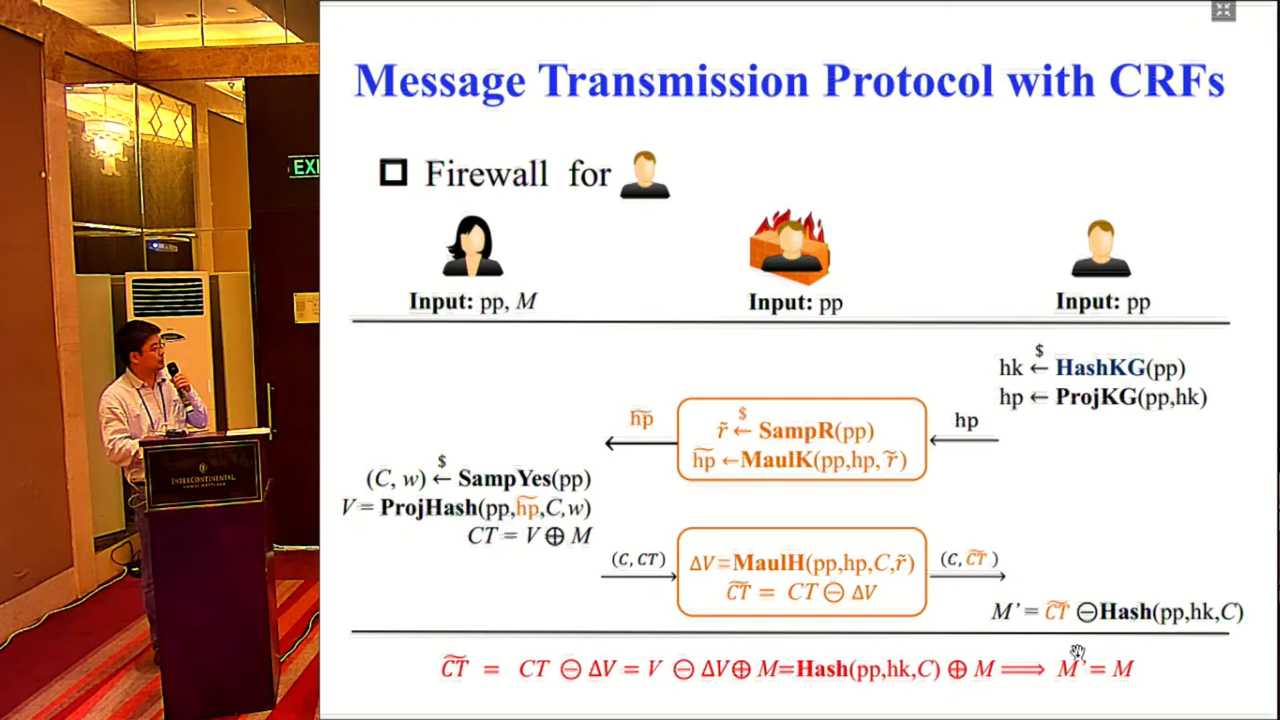 Message Transmission Protocol with CRFs
Firewall for
Input: pp, M
Input: pp
Input: pp
hk ←$ HashKG(pp)
hp ← ProjKG(pp,hk)
hp
r̃ ←$ SampR(pp)
h͠p ←MaulK(pp,hp, r̃)
h͠p
(C, w) ←$ SampYes(pp)
V = ProjHash(pp,h͠p,C,w)
CT = V ⊕ M
(C, CT)
ΔV=MaulH(pp,hp,C,r̃)
C͠T = CT ⊖ ΔV
(C, C͠T )
M’ = C͠T ⊖Hash(pp,hk,C)
C͠T = CT ⊖ ΔV = V ⊖ ΔV⊕ M=Hash(pp,hk,C) ⊕ M ⟹ M’= M
EXI
INTERCONTINENTAL